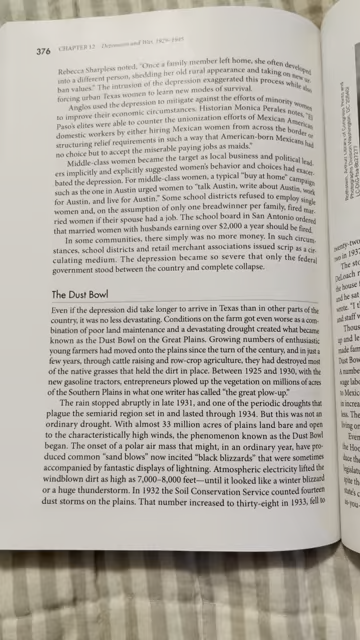 376 CHAPTER 15 Depression and War, 1929–1945
Rebecca Sharpless noted, "Once a family member left home, she often developed
into a different person, shedding her old rural appearance and taking on new ur-
ban values." The intrusion of the depression exaggerated this process while also
forcing urban Texas women to learn new modes of survival.
Anglos used the depression to mitigate against the efforts of minority women
to improve their economic circumstances. Historian Monica Perales notes, "El
Paso's elites were able to counter the unionization efforts of Mexican American
domestic workers by either hiring Mexican women from across the border or
structuring relief requirements in such a way that American-born Mexicans had
no choice but to accept the miserable paying jobs as maids."
Middle-class women became the target as local business and political lead-
ers implicitly and explicitly suggested women's behavior and choices had exacer-
bated the depression. For middle-class women, a typical "buy at home" campaign
such as the one in Austin urged women to "talk Austin, write about Austin, work
for Austin, and live for Austin." Some school districts refused to employ single
women and, on the assumption of only one breadwinner per family, fired mar-
ried women if their spouse had a job. The school board in San Antonio ordered
that married women with husbands earning over $2,000 a year should be fired.
In some communities, there simply was no more money. In such circum-
stances, school districts and retail merchant associations issued scrip as a cir-
culating medium. The depression became so severe that only the federal
government stood between the country and complete collapse.
The Dust Bowl
Even if the depression did take longer to arrive in Texas than in other parts of the
country, it was no less devastating. Conditions on the farm got even worse as a com-
bination of poor land maintenance and a devastating drought created what became
known as the Dust Bowl on the Great Plains. Growing numbers of enthusiastic
young farmers had moved onto the plains since the turn of the century, and in just a
few years, through cattle raising and row-crop agriculture, they had destroyed most
of the native grasses that held the dirt in place. Between 1925 and 1930, with the
new gasoline tractors, entrepreneurs plowed up the vegetation on millions of acres
of the Southern Plains in what one writer has called "the great plow-up."
The rain stopped abruptly in late 1931, and one of the periodic droughts that
plague the semiarid region set in and lasted through 1934. But this was not an
ordinary drought. With almost 33 million acres of plains land bare and open
to the characteristically high winds, the phenomenon known as the Dust Bowl
began. The onset of a polar air mass that might, in an ordinary year, have pro-
duced common "sand blows" now incited "black blizzards" that were sometimes
accompanied by fantastic displays of lightning. Atmospheric electricity lifted the
windblown dirt as high as 7,000–8,000 feet—until it looked like a winter blizzard
or a huge thunderstorm. In 1932 the Soil Conservation Service counted fourteen
dust storms on the plains. That number increased to thirty-eight in 1933, fell to